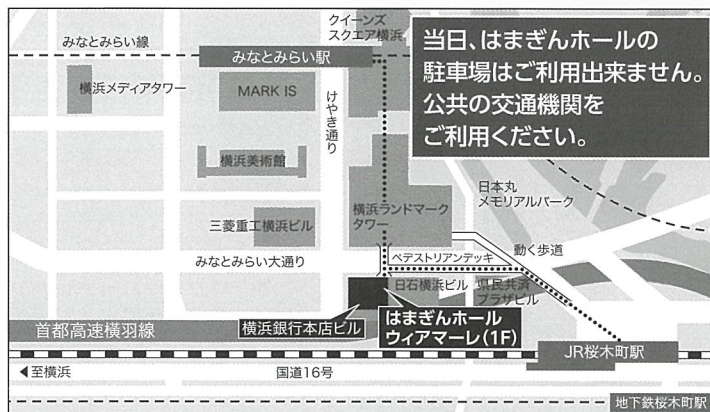 クイーンズ
スクエア横浜
みなとみらい線
みなとみらい駅
当日、はまぎんホールの
駐車場はご利用出来ません。
公共の交通機関を
ご利用ください。
横浜メディアタワー
MARK IS
けやき通り
横浜美術館
日本丸
メモリアルパーク
三菱重工横浜ビル
横浜ランドマーク
タワー
みなとみらい大通り
ペデストリアンデッキ
動く歩道
日石横浜ビル
県民共済
プラザビル
首都高速横羽線
横浜銀行本店ビル
はまぎんホール
ヴィアマーレ(1F)
JR桜木町駅
◀至横浜
国道16号
地下鉄桜木町駅